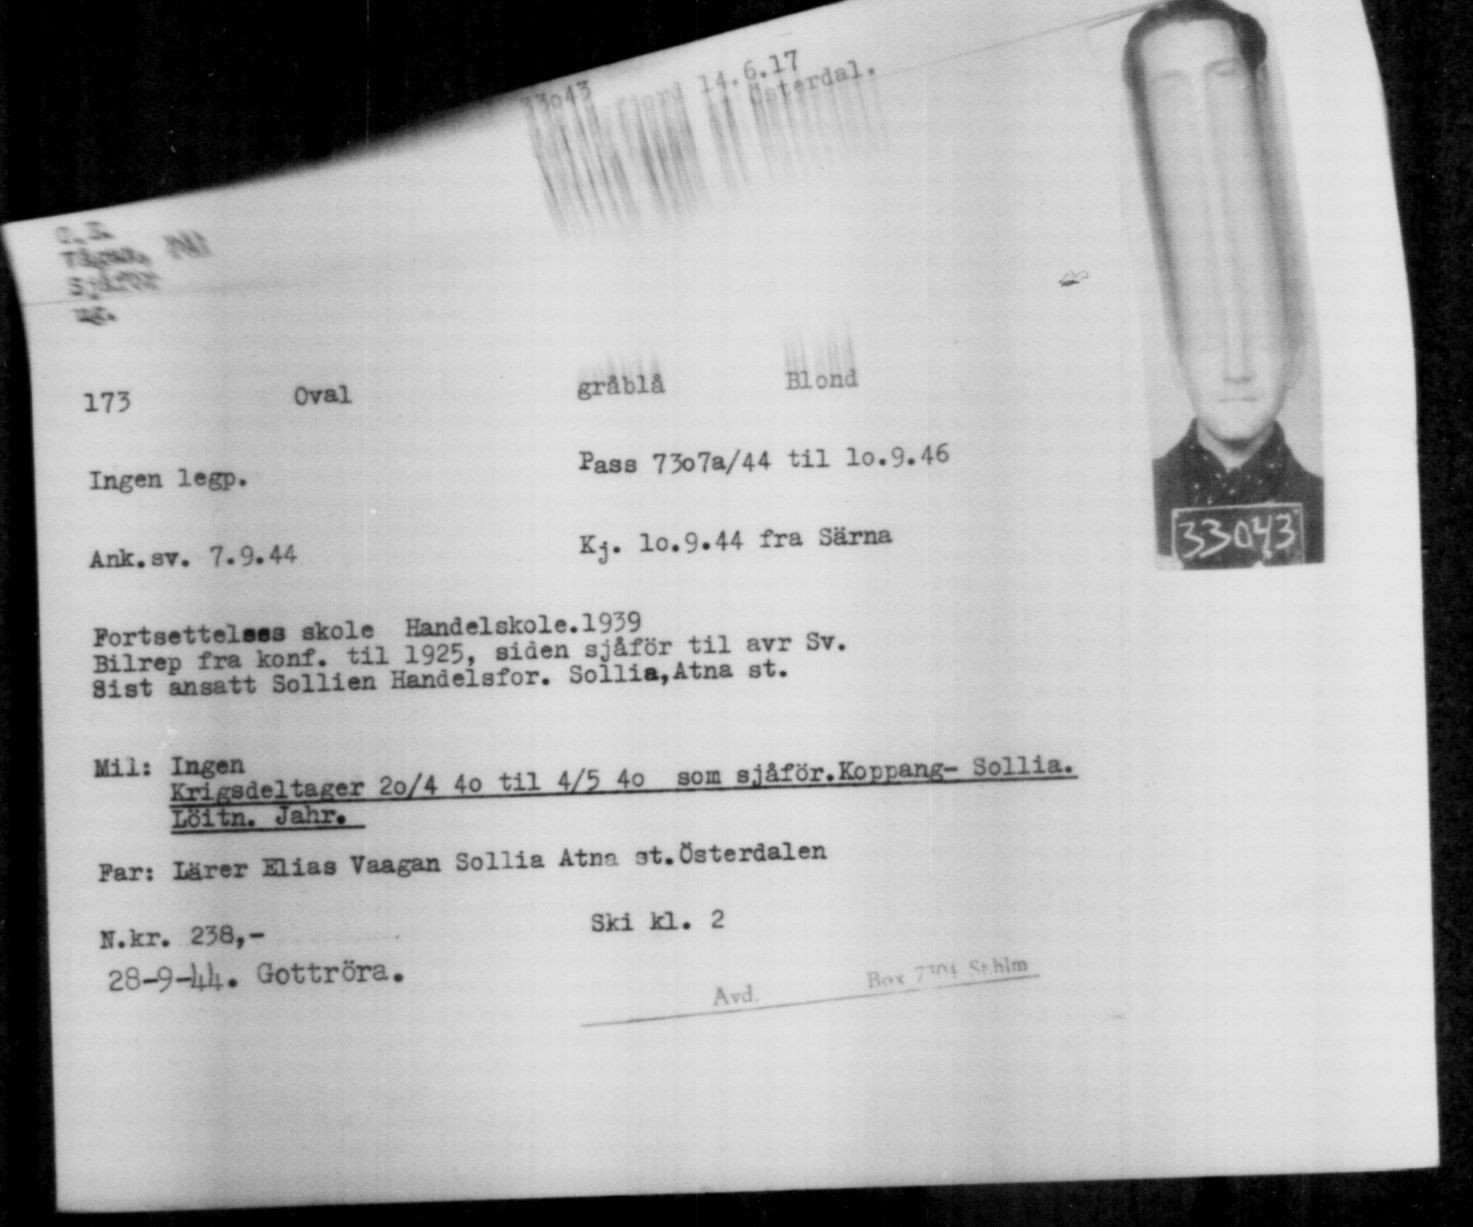 33043
14.6.17
Österdal.
173 Oval gråblå Blond
Ingen legp. Pass 73o7a/44 til lo.9.46
Ank.sv. 7.9.44 Kj. lo.9.44 fra Särna
Fortsettelses skole Handelskole.1939
Bilrep fra konf. til 1925, siden sjåför til avr Sv.
Sist ansatt Sollien Handelsfor. Sollia,Atna st.
Mil: Ingen
Krigsdeltager 2o/4 4o til 4/5 4o som sjåför.Koppang- Sollia.
Löitn. Jahr.
Far: Lärer Elias Vaagan Sollia Atna st.Österdalen
N.kr. 238,- Ski kl. 2
28-9-44. Gottröra.
Avd. Box 7304 St.hlm
33043